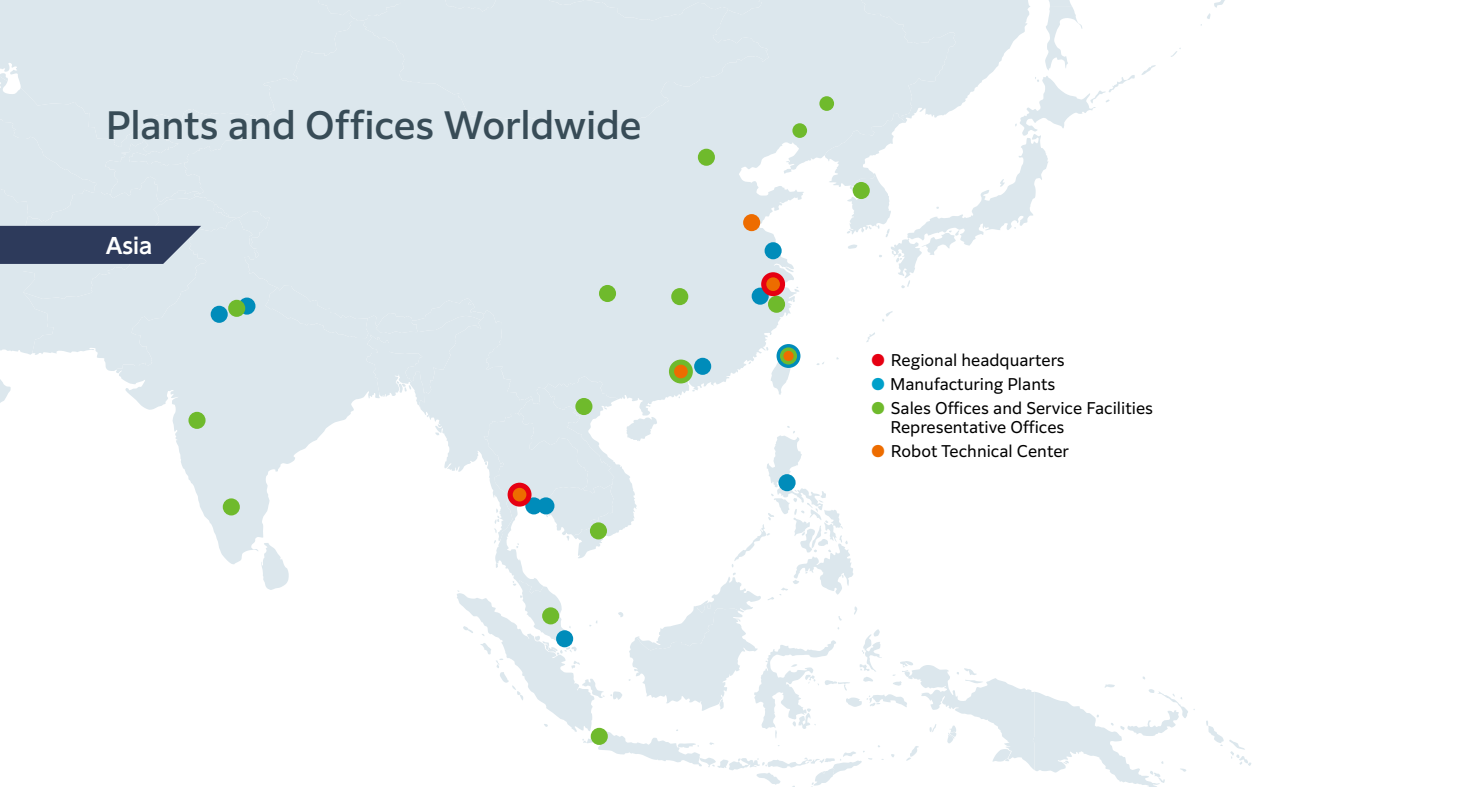 Plants and Offices Worldwide
Asia
Regional headquarters
Manufacturing Plants
Sales Offices and Service Facilities
Representative Offices
Robot Technical Center